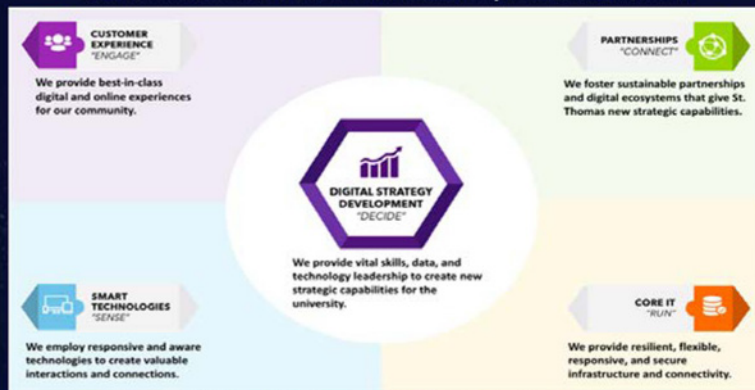 CUSTOMER
EXPERIENCE
"ENGAGE"
We provide best-in-class
digital and online experiences
for our community.
PARTNERSHIPS
"CONNECT"
We foster sustainable partnerships
and digital ecosystems that give St.
Thomas new strategic capabilities.
DIGITAL STRATEGY
DEVELOPMENT
"DECIDE"
We provide vital skills, data, and
technology leadership to create new
strategic capabilities for the
university.
SMART
TECHNOLOGIES
"SENSE"
We employ responsive and aware
technologies to create valuable
interactions and connections.
CORE IT
"RUN"
We provide resilient, flexible,
responsive, and secure
infrastructure and connectivity.